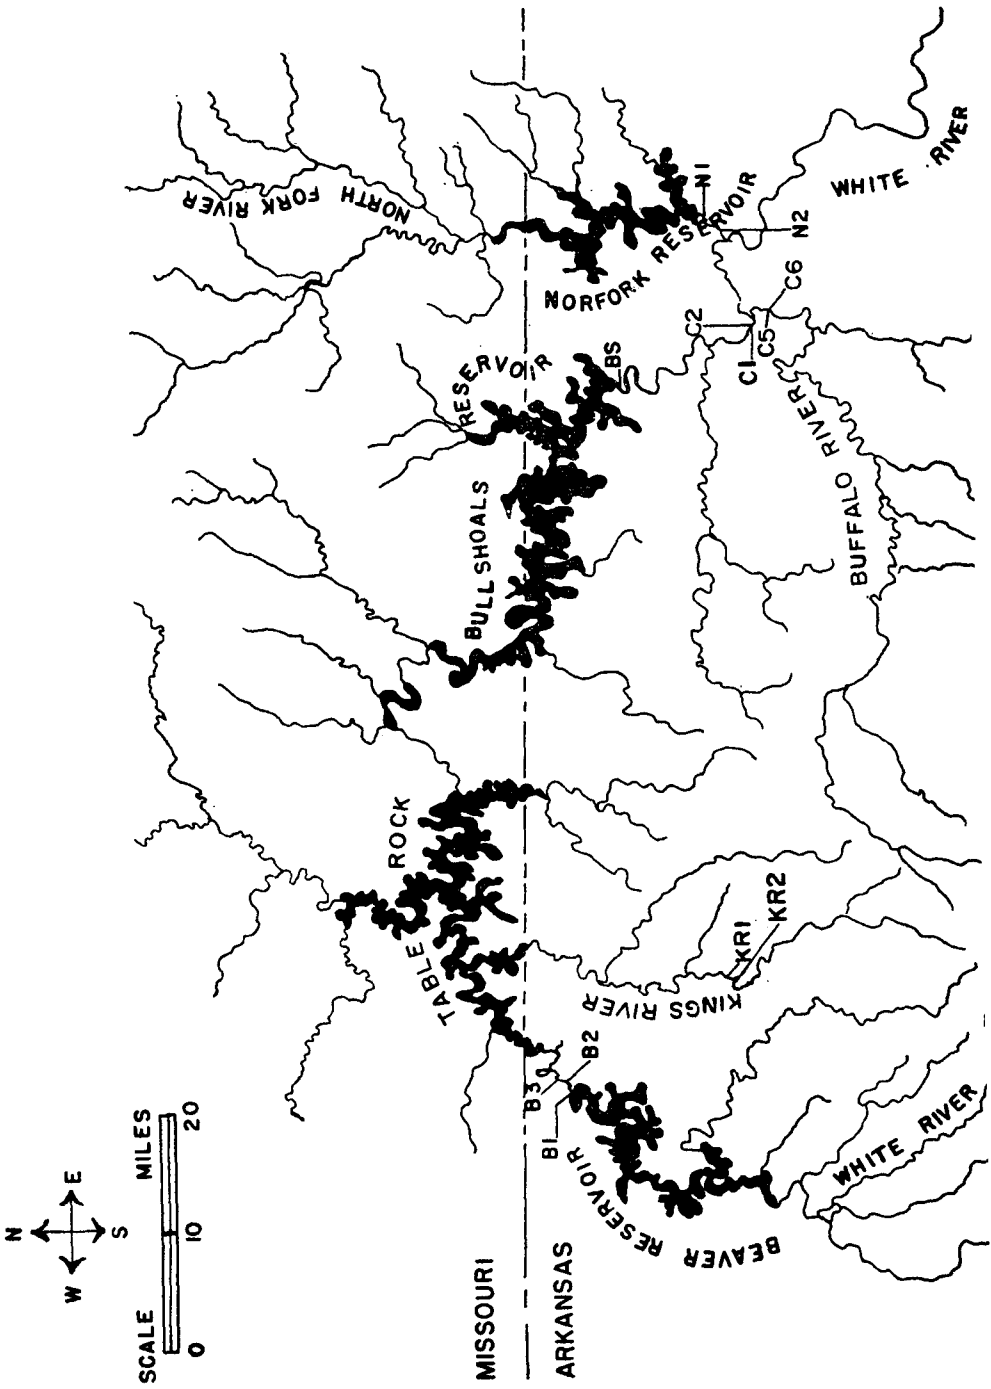 N
W E
S
SCALE MILES
0 10 20
MISSOURI
ARKANSAS
TABLE ROCK
BULL SHOALS RESERVOIR
NORTH FORK RIVER
NORFORK RESERVOIR
BEAVER RESERVOIR
WHITE RIVER
KINGS RIVER
BUFFALO RIVER
WHITE RIVER
B1
B3
B2
KR1
KR2
BS
C2
C1
C5
C6
N1
N2